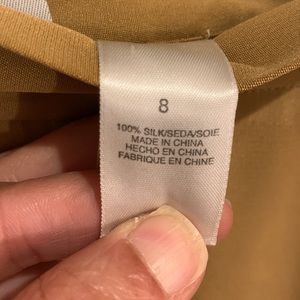 8
100% SILK/SEDA/SOIE
MADE IN CHINA
HECHO EN CHINA
FABRIQUE EN CHINE